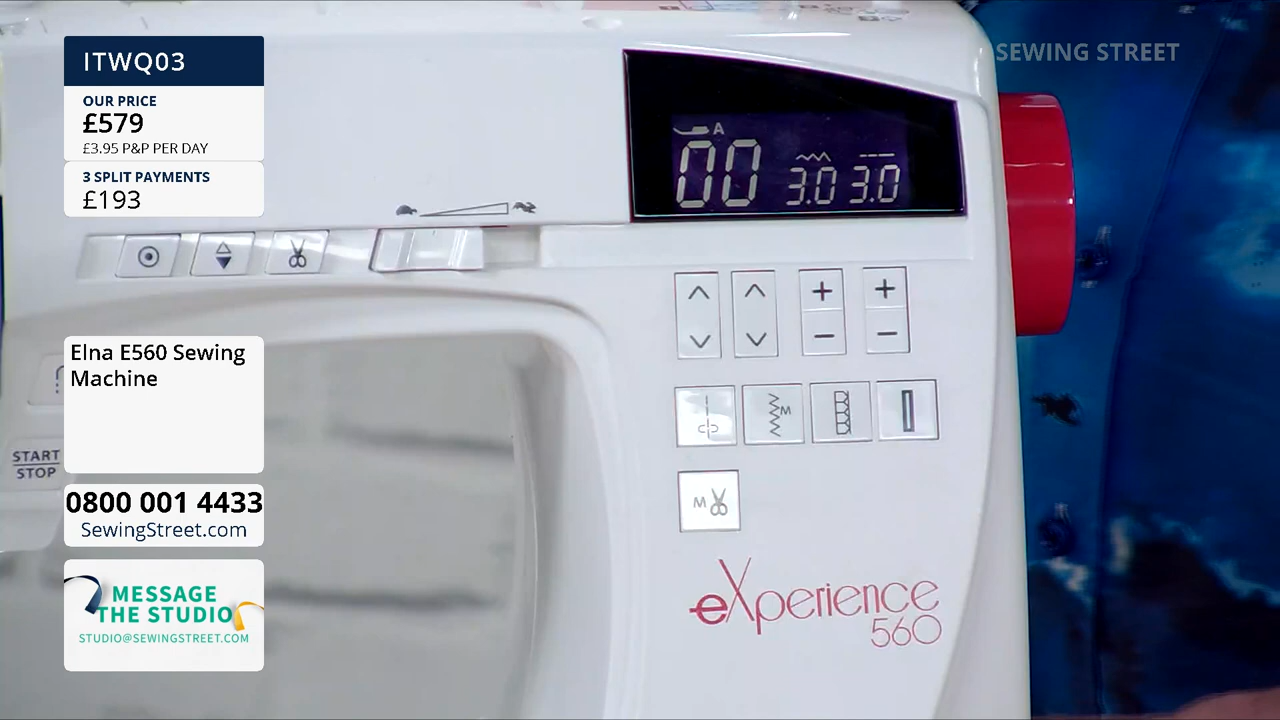 ITWQ03
OUR PRICE
£579
£3.95 P&P PER DAY
3 SPLIT PAYMENTS
£193
Elna E560 Sewing
Machine
0800 001 4433
SewingStreet.com
MESSAGE
THE STUDIO
STUDIO@SEWINGSTREET.COM
SEWING STREET
A
00 3.0 3.0
START
STOP
M
M
eXperience
560